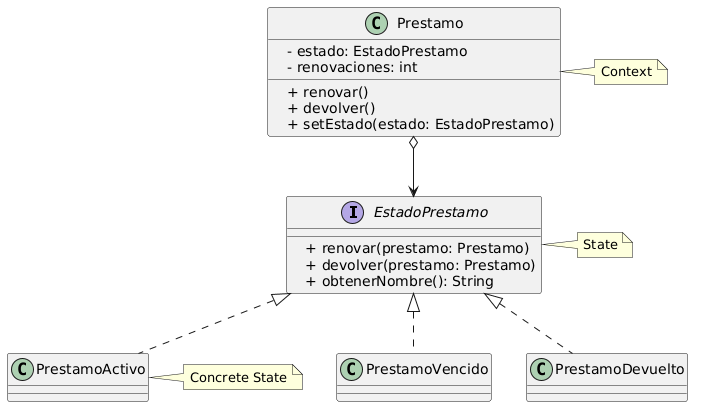 C Prestamo
- estado: EstadoPrestamo
- renovaciones: int
+ renovar()
+ devolver()
+ setEstado(estado: EstadoPrestamo)
Context
I EstadoPrestamo
+ renovar(prestamo: Prestamo)
+ devolver(prestamo: Prestamo)
+ obtenerNombre(): String
State
C PrestamoActivo
Concrete State
C PrestamoVencido
C PrestamoDevuelto